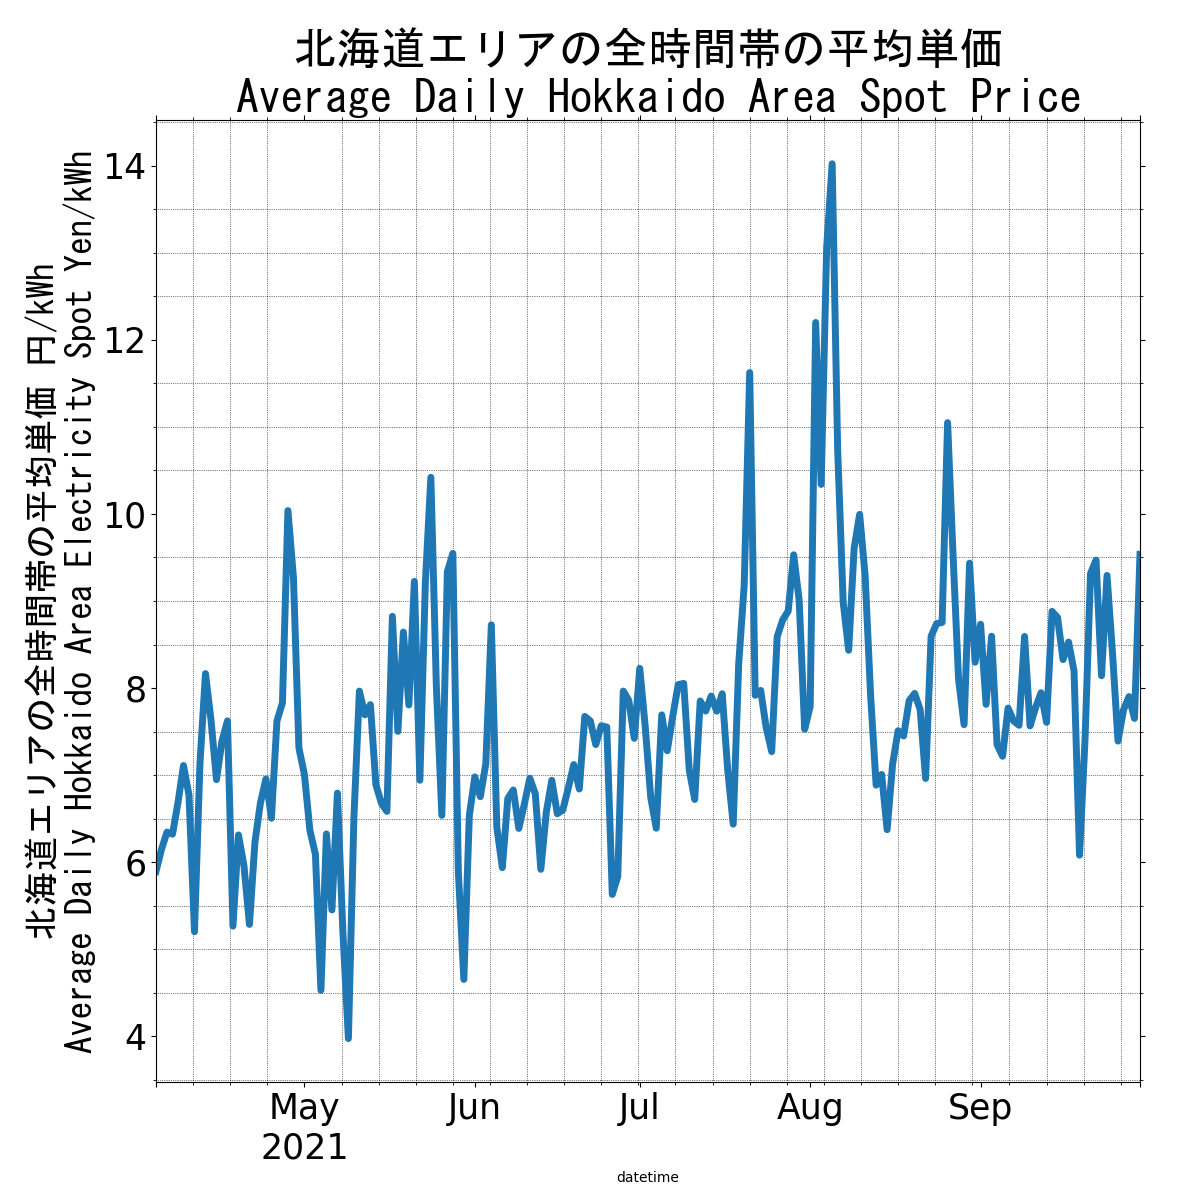 北海道エリアの全時間帯の平均単価
Average Daily Hokkaido Area Spot Price
北海道エリアの全時間帯の平均単価 円/kWh
Average Daily Hokkaido Area Electricity Spot Yen/kWh
14
12
10
8
6
4
May
2021
Jun
Jul
Aug
Sep
datetime